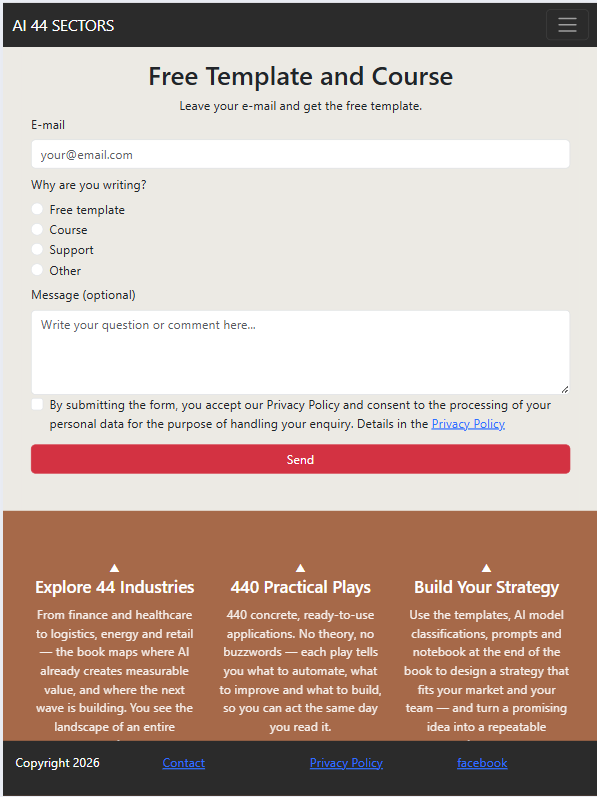 AI 44 SECTORS
Free Template and Course
Leave your e-mail and get the free template.
E-mail
your@email.com
Why are you writing?
Free template
Course
Support
Other
Message (optional)
Write your question or comment here...
By submitting the form, you accept our Privacy Policy and consent to the processing of your
personal data for the purpose of handling your enquiry. Details in the Privacy Policy
Send
Explore 44 Industries
From finance and healthcare
to logistics, energy and retail
— the book maps where AI
already creates measurable
value, and where the next
wave is building. You see the
landscape of an entire
440 Practical Plays
440 concrete, ready-to-use
applications. No theory, no
buzzwords — each play tells
you what to automate, what
to improve and what to build,
so you can act the same day
you read it.
Build Your Strategy
Use the templates, AI model
classifications, prompts and
notebook at the end of the
book to design a strategy that
fits your market and your
team — and turn a promising
idea into a repeatable
Copyright 2026
Contact
Privacy Policy
facebook